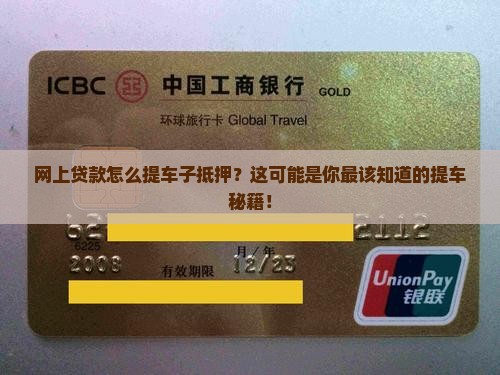 ICBC 中国工商银行 GOLD
环球旅行卡 Global Travel
网上贷款怎么提车子抵押？这可能是你最该知道的提车
秘籍！
62 2112
6225
月/年
2008 有效期限 12/23
UnionPay
银联